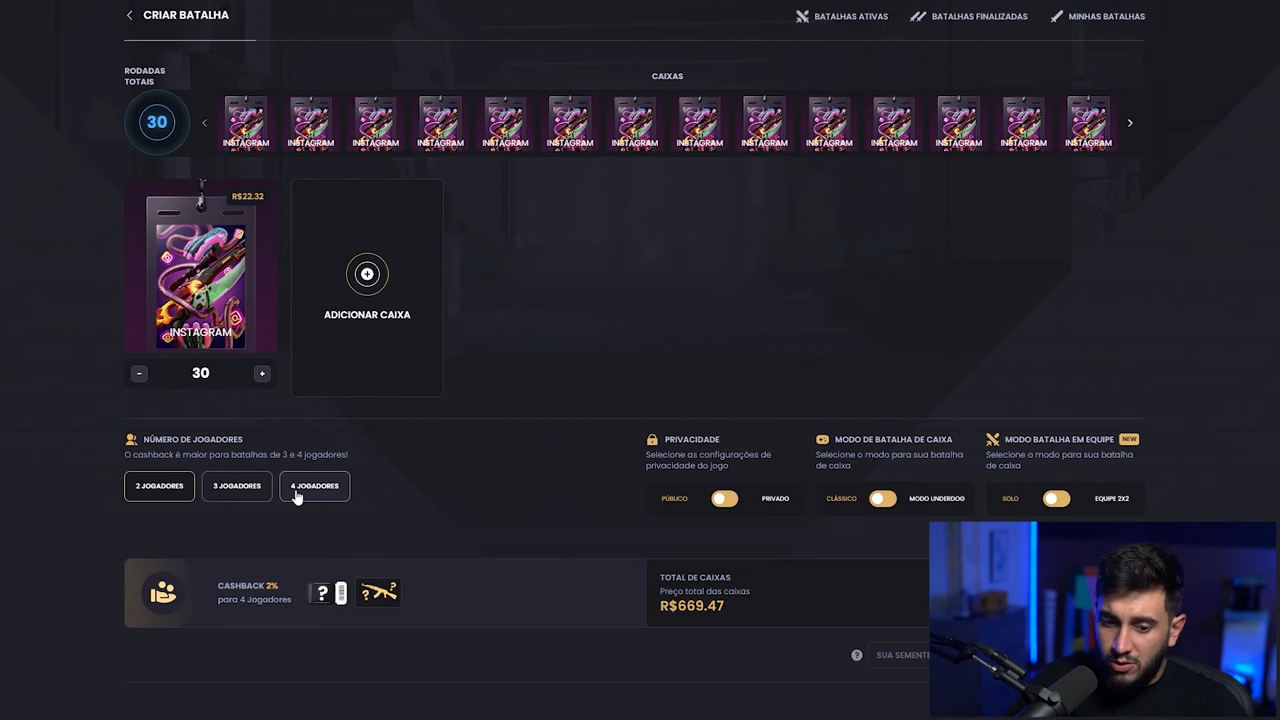 CRIAR BATALHA
BATALHAS ATIVAS
BATALHAS FINALIZADAS
MINHAS BATALHAS
RODADAS
TOTAIS
CAIXAS
30
INSTAGRAM
INSTAGRAM
INSTAGRAM
INSTAGRAM
INSTAGRAM
INSTAGRAM
INSTAGRAM
INSTAGRAM
INSTAGRAM
INSTAGRAM
INSTAGRAM
INSTAGRAM
INSTAGRAM
INSTAGRAM
R$22.32
INSTAGRAM
- 30 +
ADICIONAR CAIXA
NÚMERO DE JOGADORES
O cashback é maior para batalhas de 3 e 4 jogadores!
2 JOGADORES
3 JOGADORES
4 JOGADORES
PRIVACIDADE
Selecione as configurações de
privacidade do jogo
PÚBLICO
PRIVADO
MODO DE BATALHA DE CAIXA
Selecione o modo para sua batalha
de caixa
CLÁSSICO
MODO UNDERDOG
MODO BATALHA EM EQUIPE NEW
Selecione o modo para sua batalha
de caixa
SOLO
EQUIPE 2X2
CASHBACK 2%
para 4 Jogadores
? ? ?
TOTAL DE CAIXAS
Preço total das caixas
R$669.47
? SUA SEMENTE